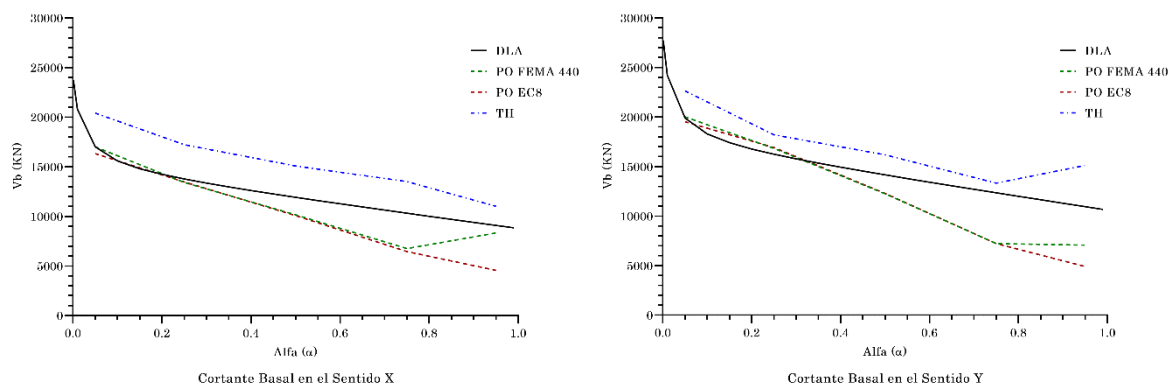 30000
25000
20000
15000
10000
5000
0
Vb (KN)
0.0
0.2
0.4
0.6
0.8
1.0
Alfa (α)
DLA
PO FEMA 440
PO EC8
TH
Cortante Basal en el Sentido X
30000
25000
20000
15000
10000
5000
0
Vb (KN)
0.0
0.2
0.4
0.6
0.8
1.0
Alfa (α)
DLA
PO FEMA 440
PO EC8
TH
Cortante Basal en el Sentido Y